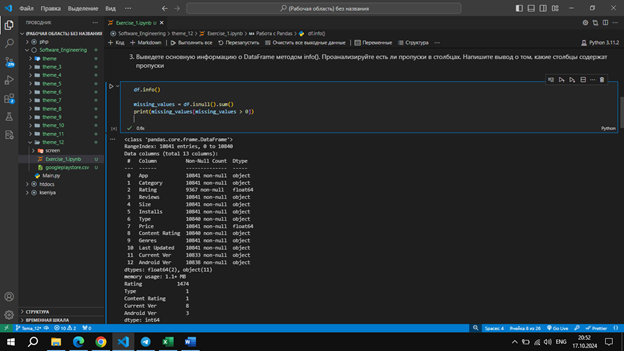 Файл Правка Выделение Вид ...
(РАБОЧАЯ ОБЛАСТЬ) без названия
ПРОВОДНИК ...
Exercise_1.ipynb U
(РАБОЧАЯ ОБЛАСТЬ) БЕЗ НАЗВАНИЯ
php
Software_Engineering
theme
theme_3
theme_4
theme_5
theme_6
theme_7
theme_8
theme_9
theme_10
theme_11
theme_12
screen
Exercise_1.ipynb U
googleplaystore.csv U
Main.py
htdocs
kseniya
СТРУКТУРА
ВРЕМЕННАЯ ШКАЛА
Software_Engineering > theme_12 > Exercise_1.ipynb > Работа с Pandas > df.info()
+ Код + Markdown Выполнить все Перезапустить Очистить все выходные данные Переменные Структура ...
Python 3.11.2
3. Выведете основную информацию о DataFrame методом info(). Проанализируйте есть ли пропуски в столбцах. Напишите вывод о том, какие столбцы содержат
пропуски
df.info()
missing_values = df.isnull().sum()
print(missing_values[missing_values > 0])
0.0s
Python
<class 'pandas.core.frame.DataFrame'>
RangeIndex: 10841 entries, 0 to 10840
Data columns (total 13 columns):
# Column Non-Null Count Dtype
--- ------ -------------- -----
0 App 10841 non-null object
1 Category 10841 non-null object
2 Rating 9367 non-null float64
3 Reviews 10841 non-null object
4 Size 10841 non-null object
5 Installs 10841 non-null object
6 Type 10840 non-null object
7 Price 10841 non-null float64
8 Content Rating 10840 non-null object
9 Genres 10841 non-null object
10 Last Updated 10841 non-null object
11 Current Ver 10833 non-null object
12 Android Ver 10838 non-null object
dtypes: float64(2), object(11)
memory usage: 1.1+ MB
Rating 1474
Type 1
Content Rating 1
Current Ver 8
Android Ver 3
dtype: int64
Tema_12* 10 2 0
Spaces: 4 Ячейка 8 из 28 Go Live Prettier
ENG
20:52
17.10.2024